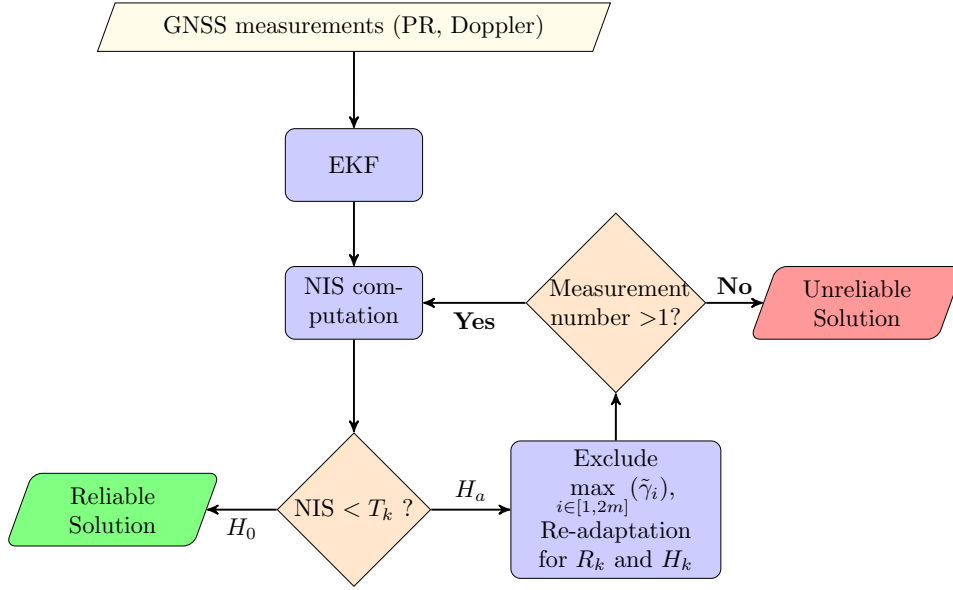 GNSS measurements (PR, Doppler)
EKF
NIS com-
putation
Measurement
number >1?
Yes
No
Unreliable
Solution
NIS < T_k ?
H_0
H_a
Reliable
Solution
Exclude
max (γ̃_i),
i∈[1,2m]
Re-adaptation
for R_k and H_k